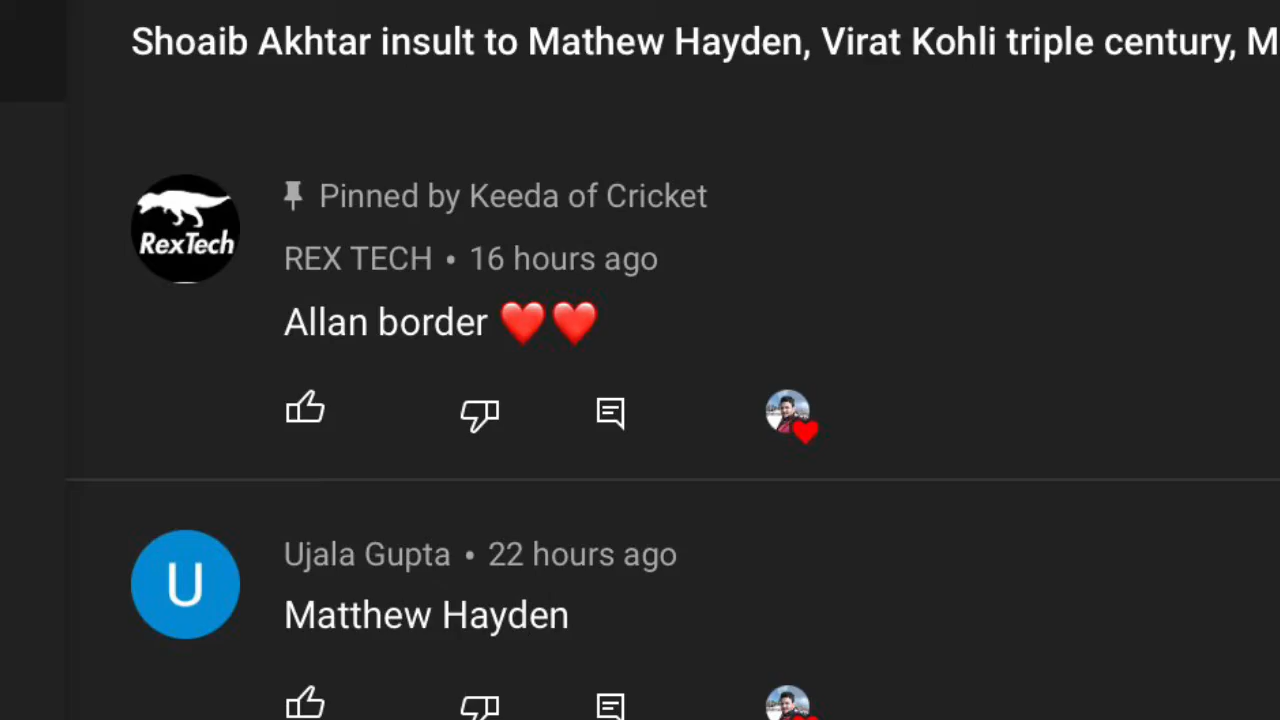 Shoaib Akhtar insult to Mathew Hayden, Virat Kohli triple century, M
Pinned by Keeda of Cricket
RexTech
REX TECH • 16 hours ago
Allan border ❤️❤️
U
Ujala Gupta • 22 hours ago
Matthew Hayden